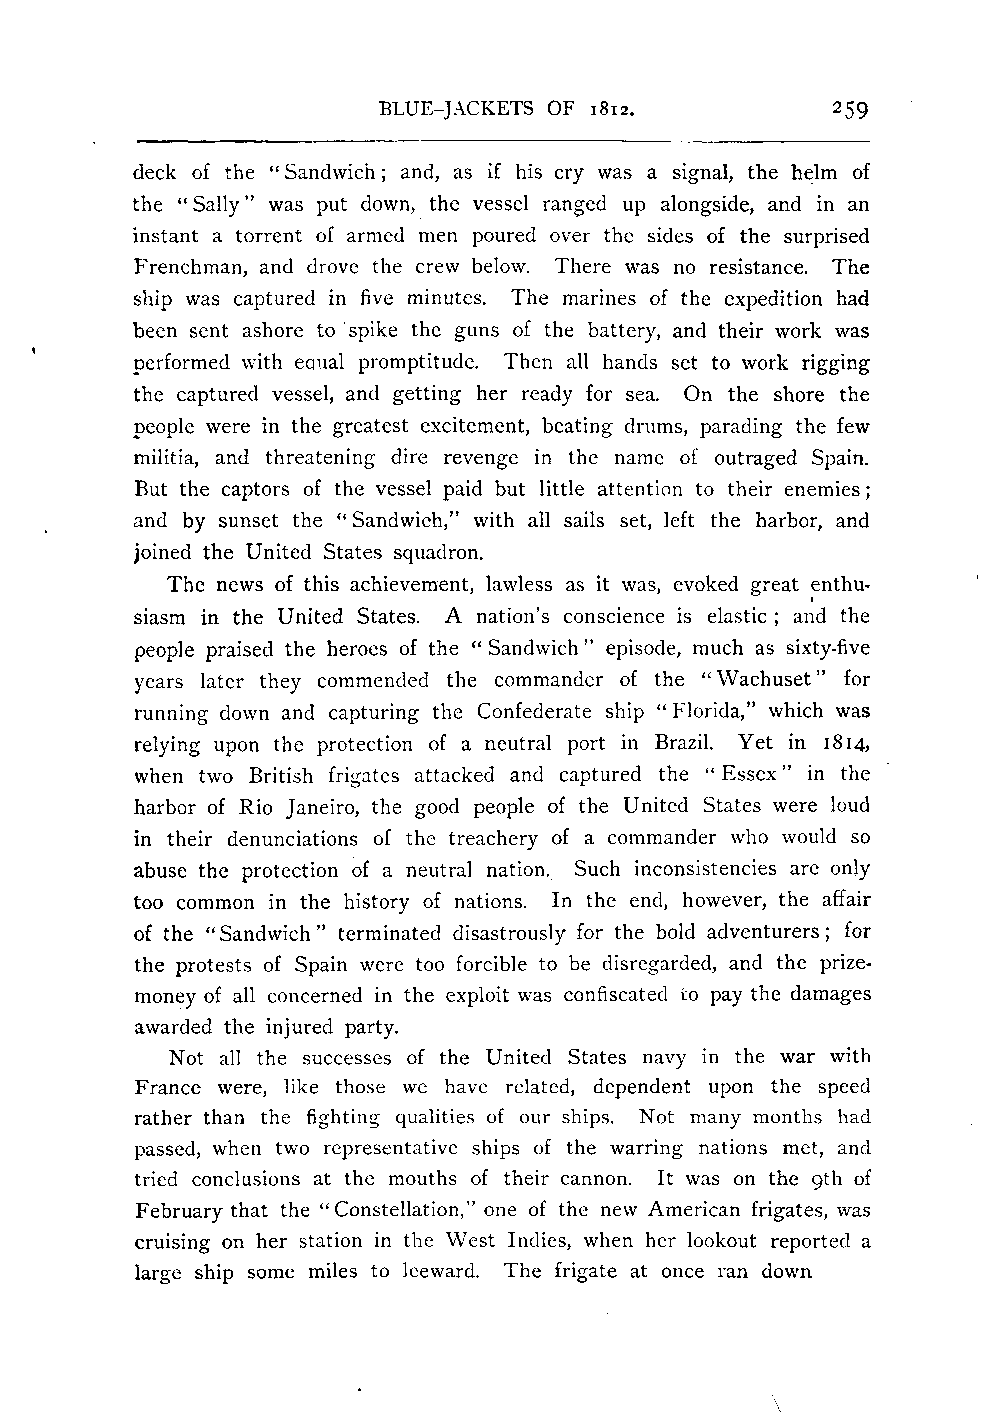 BLUE-JACKETS OF 1812. 259
deck of the "Sandwich; and, as if his cry was a signal, the helm of
the "Sally" was put down, the vessel ranged up alongside, and in an
instant a torrent of armed men poured over the sides of the surprised
Frenchman, and drove the crew below. There was no resistance. The
ship was captured in five minutes. The marines of the expedition had
been sent ashore to spike the guns of the battery, and their work was
performed with equal promptitude. Then all hands set to work rigging
the captured vessel, and getting her ready for sea. On the shore the
people were in the greatest excitement, beating drums, parading the few
militia, and threatening dire revenge in the name of outraged Spain.
But the captors of the vessel paid but little attention to their enemies;
and by sunset the "Sandwich," with all sails set, left the harbor, and
joined the United States squadron.
The news of this achievement, lawless as it was, evoked great enthu-
siasm in the United States. A nation's conscience is elastic; and the
people praised the heroes of the "Sandwich" episode, much as sixty-five
years later they commended the commander of the "Wachuset" for
running down and capturing the Confederate ship "Florida," which was
relying upon the protection of a neutral port in Brazil. Yet in 1814,
when two British frigates attacked and captured the "Essex" in the
harbor of Rio Janeiro, the good people of the United States were loud
in their denunciations of the treachery of a commander who would so
abuse the protection of a neutral nation. Such inconsistencies are only
too common in the history of nations. In the end, however, the affair
of the "Sandwich" terminated disastrously for the bold adventurers; for
the protests of Spain were too forcible to be disregarded, and the prize-
money of all concerned in the exploit was confiscated to pay the damages
awarded the injured party.
Not all the successes of the United States navy in the war with
France were, like those we have related, dependent upon the speed
rather than the fighting qualities of our ships. Not many months had
passed, when two representative ships of the warring nations met, and
tried conclusions at the mouths of their cannon. It was on the 9th of
February that the "Constellation," one of the new American frigates, was
cruising on her station in the West Indies, when her lookout reported a
large ship some miles to leeward. The frigate at once ran down